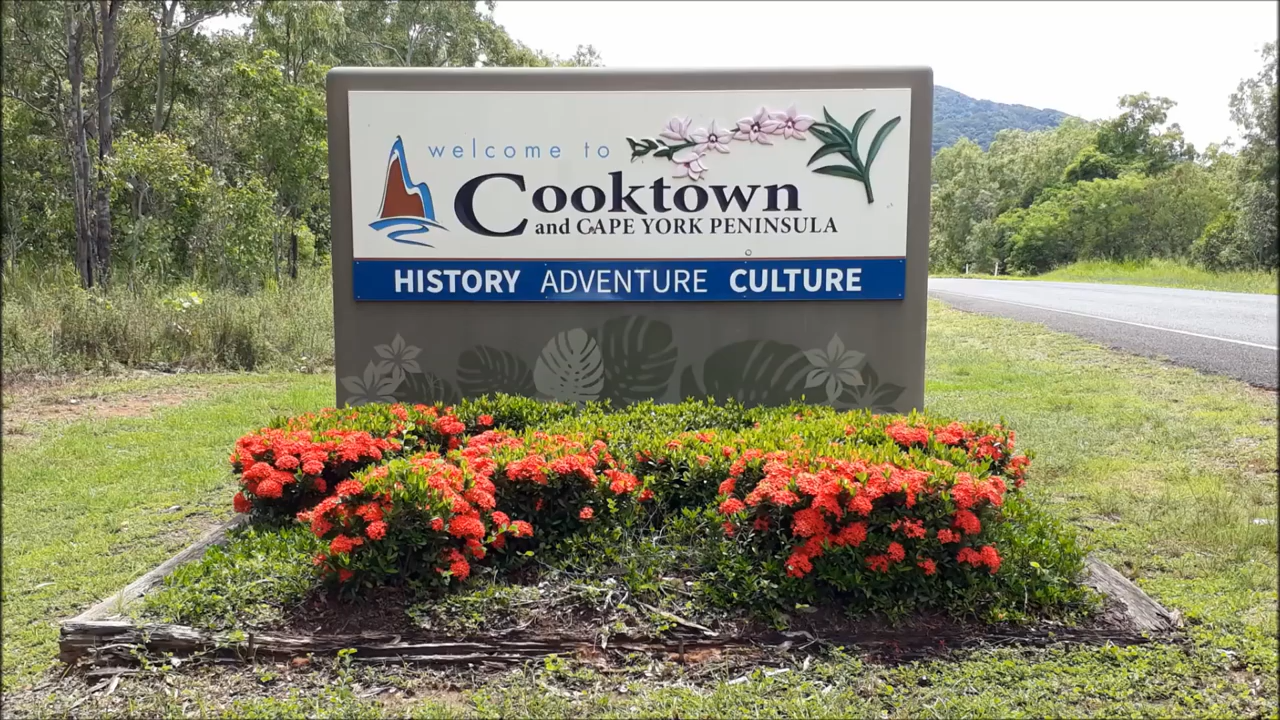 welcome to
Cooktown
and CAPE YORK PENINSULA
HISTORY ADVENTURE CULTURE